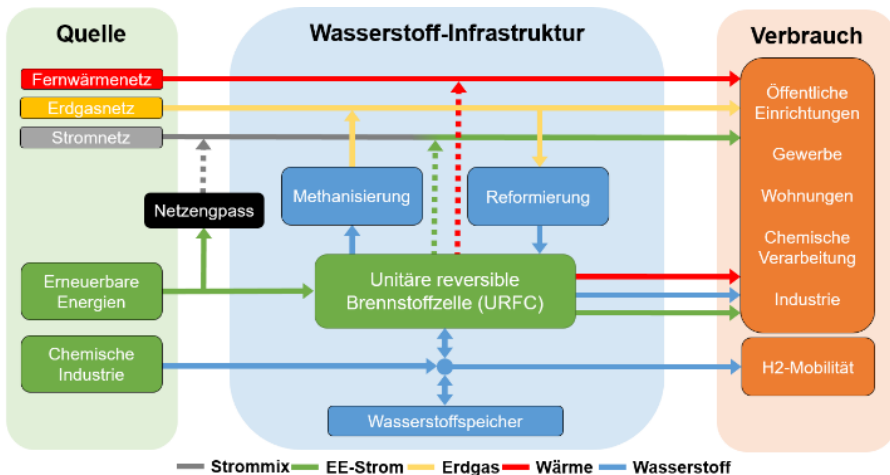 Quelle
Wasserstoff-Infrastruktur
Verbrauch
Fernwärmenetz
Erdgasnetz
Stromnetz
Netzengpass
Erneuerbare
Energien
Chemische
Industrie
Methanisierung
Reformierung
Unitäre reversible
Brennstoffzelle (URFC)
Wasserstoffspeicher
Öffentliche
Einrichtungen
Gewerbe
Wohnungen
Chemische
Verarbeitung
Industrie
H2-Mobilität
Strommix EE-Strom Erdgas Wärme Wasserstoff